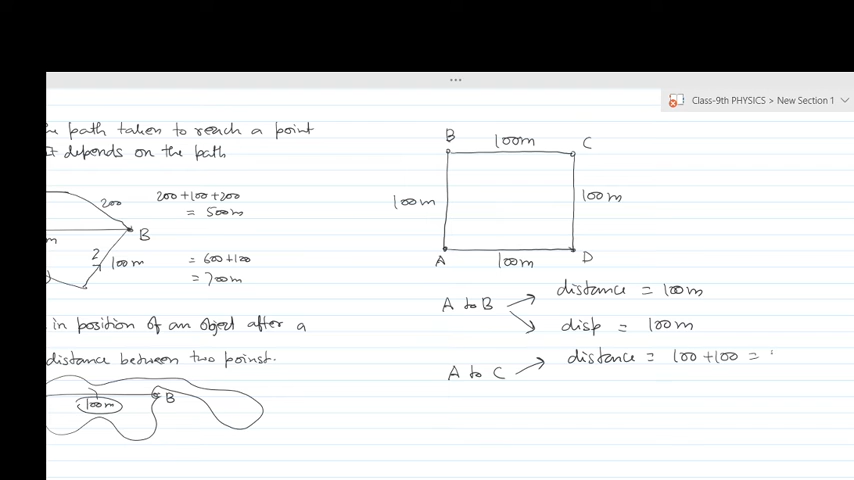 Class-9th PHYSICS > New Section 1
path taken to reach a point
depends on the path
200
200+100+200
= 500m
B
m
2
100m
= 600+100
= 700m
in position of an object after a
distance between two poinst.
100m
B
B
100m
C
100m
100m
A
100m
D
A to B
distance = 100m
disp = 100m
A to C
distance = 100+100 =